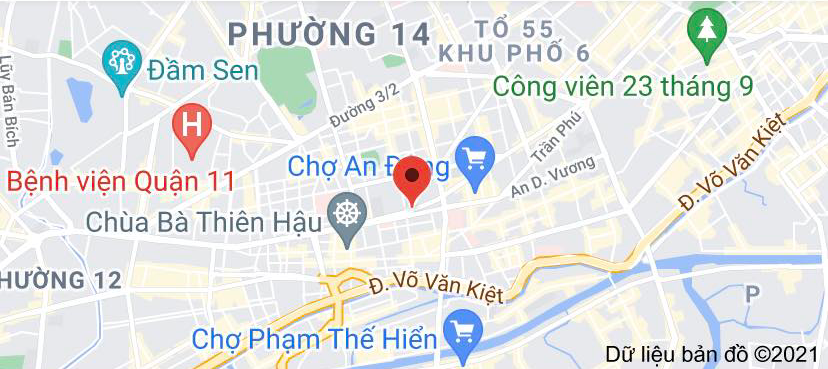 PHƯỜNG 14
TỔ 55
KHU PHỐ 6
Lũy Bán Bích
Đầm Sen
Công viên 23 tháng 9
Đường 3/2
H
Trần Phú
Đ. Võ Văn Kiệt
Bệnh viện Quận 11
Chợ An Đông
An D. Vương
Chùa Bà Thiên Hậu
HƯỜNG 12
Đ. Võ Văn Kiệt
P
Chợ Phạm Thế Hiển
Dữ liệu bản đồ ©2021